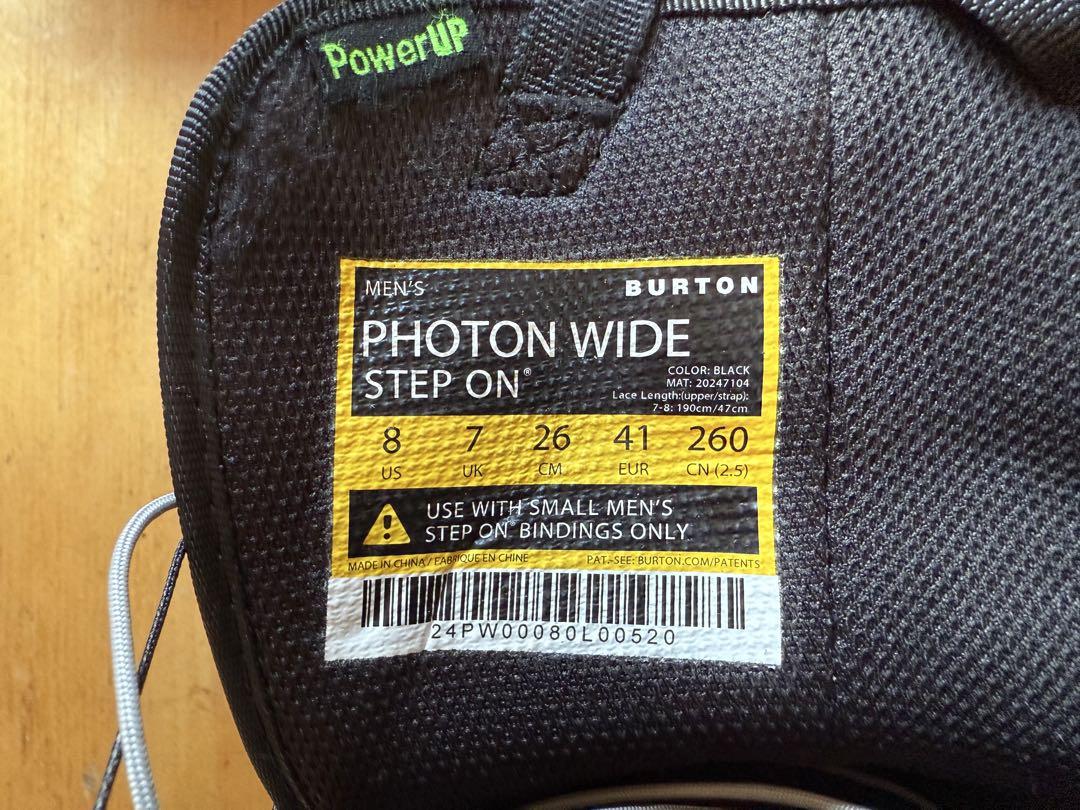 PowerUP
MEN'S BURTON
PHOTON WIDE
STEP ON®
COLOR: BLACK
MAT: 20247104
Lace Length:(upper/strap):
7-8: 190cm/47cm
8 7 26 41 260
US UK CM EUR CN (2.5)
USE WITH SMALL MEN'S
STEP ON® BINDINGS ONLY
MADE IN CHINA / FABRIQUE EN CHINE PAT.-SEE: BURTON.COM/PATENTS
24PW00080L00520